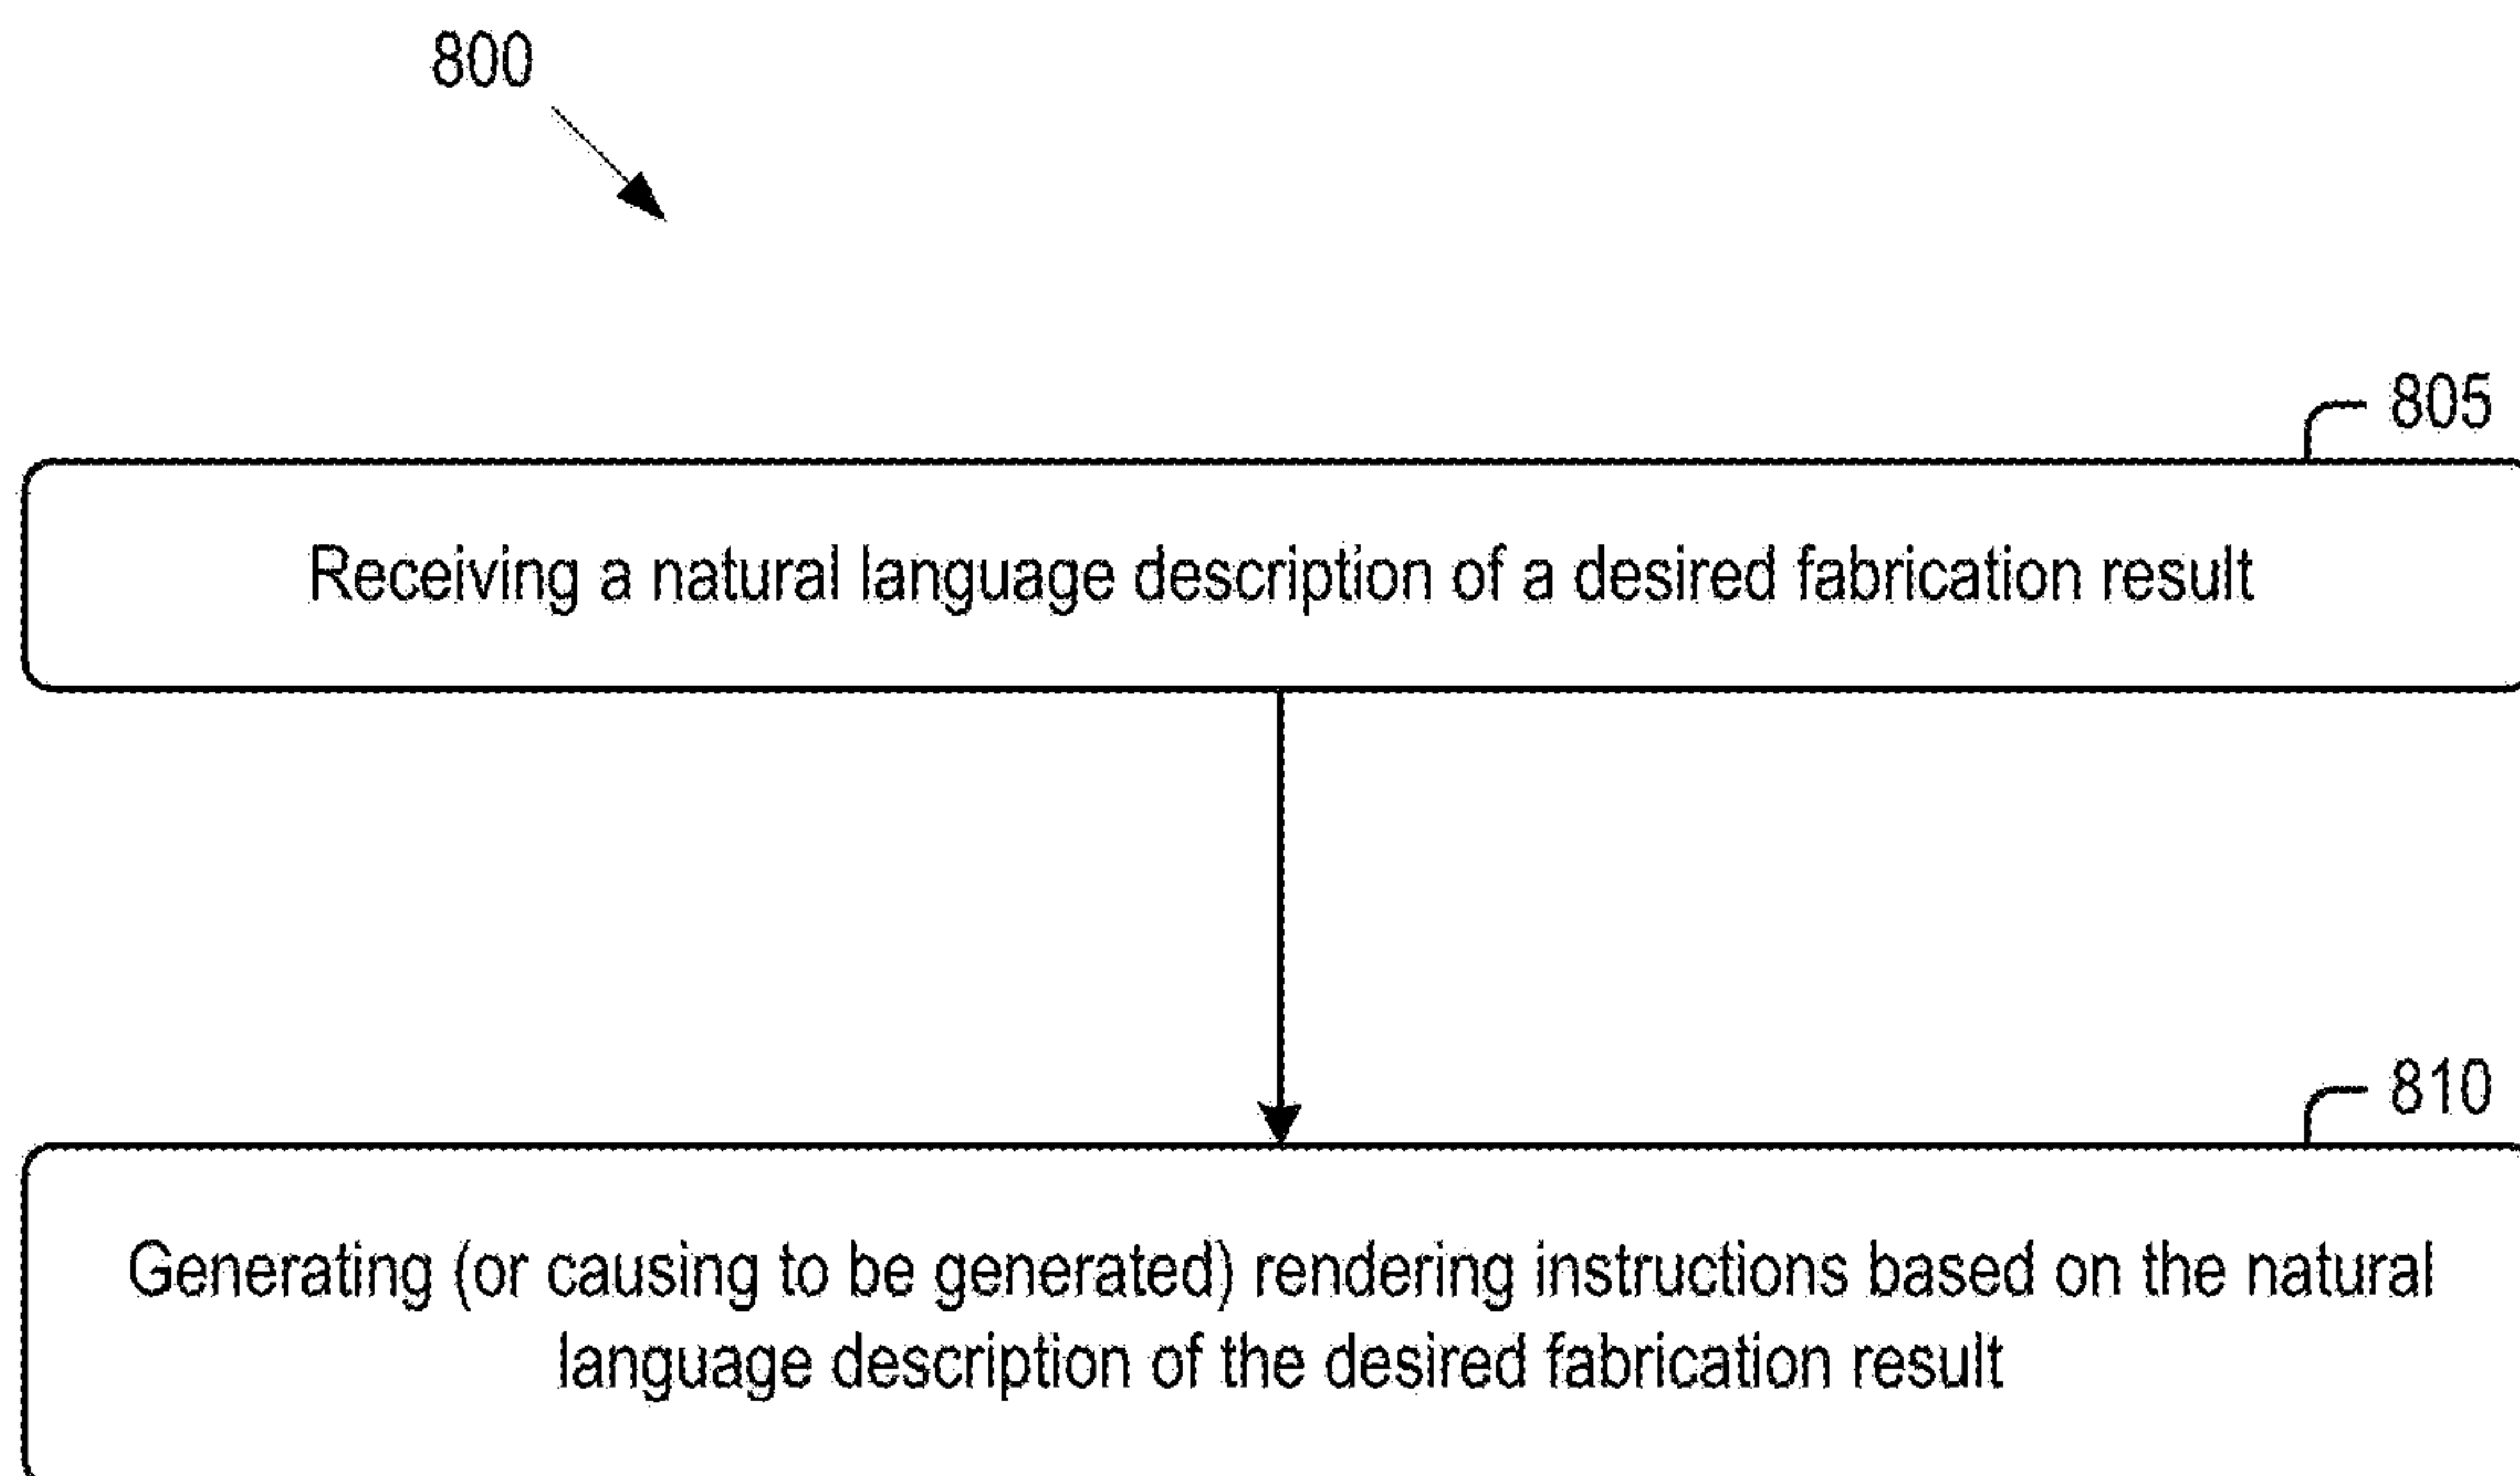 800
805
Receiving a natural language description of a desired fabrication result
810
Generating (or causing to be generated) rendering instructions based on the natural
language description of the desired fabrication result